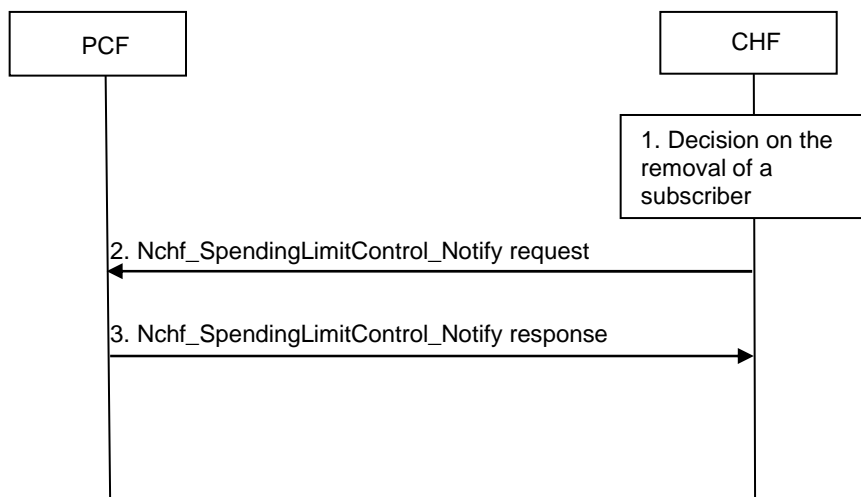 PCF
CHF
1. Decision on the
removal of a
subscriber
2. Nchf_SpendingLimitControl_Notify request
3. Nchf_SpendingLimitControl_Notify response